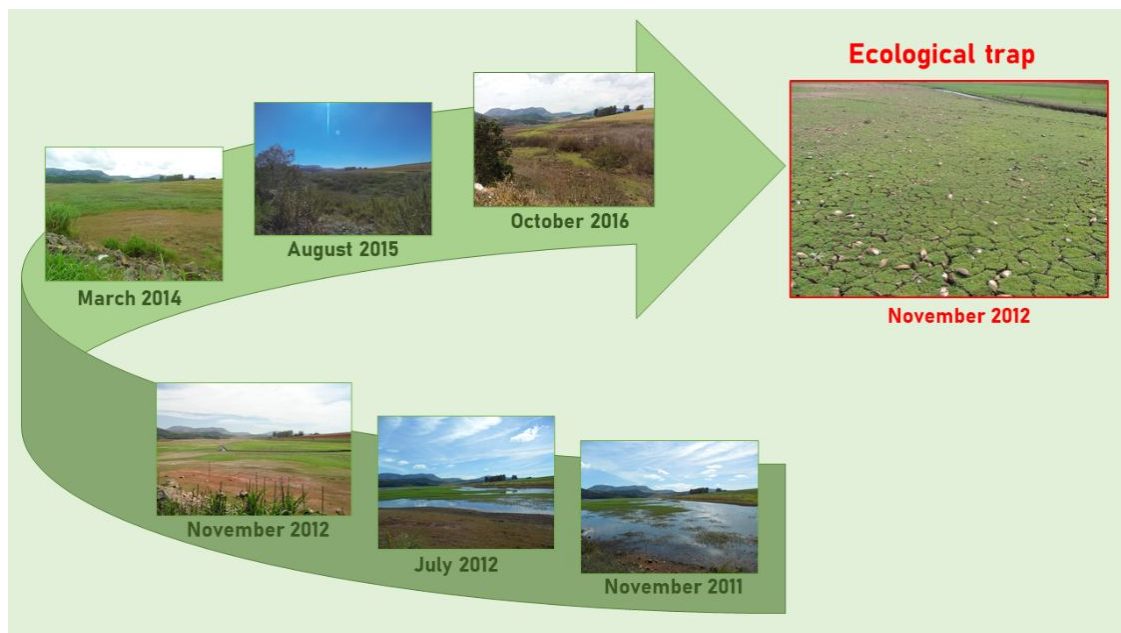 Ecological trap
October 2016
August 2015
March 2014
November 2012
November 2012
July 2012
November 2011